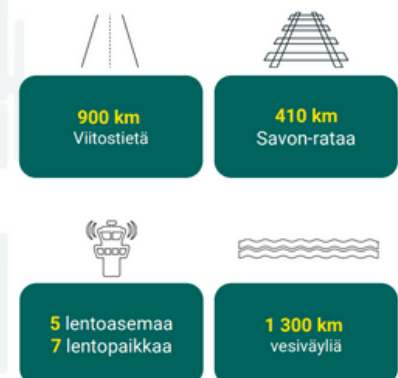 900 km
Viitostietä
410 km
Savon-rataa
5 lentoasemaa
7 lentopaikkaa
1 300 km
vesiväyliä